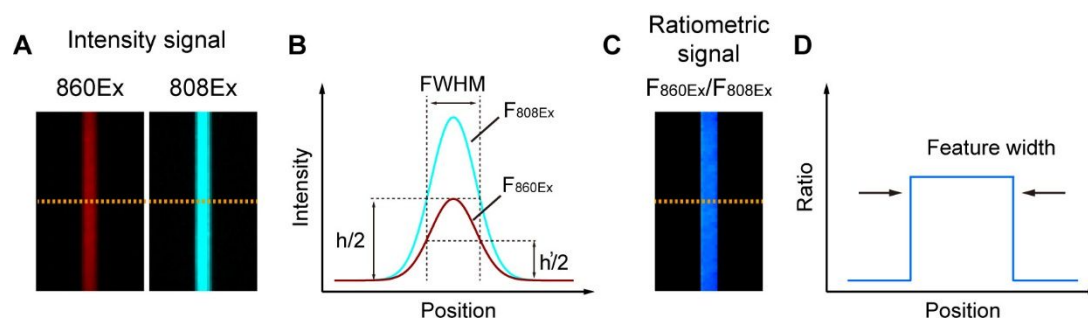 A
Intensity signal
860Ex
808Ex
B
FWHM
F808Ex
F860Ex
h/2
h'/2
Intensity
Position
C
Ratiometric
signal
F860Ex/F808Ex
D
Feature width
Ratio
Position